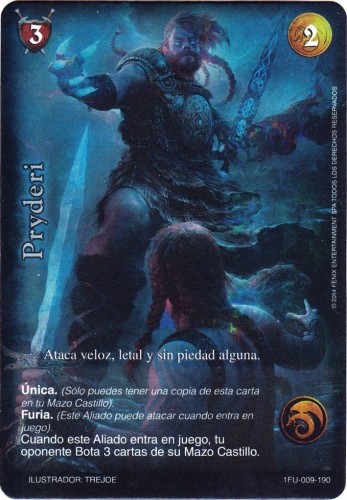 3
2
Pryderi
© 2004 FENIX ENTERTAINMENT SPA TODOS LOS DERECHOS RESERVADOS
Ataca veloz, letal y sin piedad alguna.
Única. (Sólo puedes tener una copia de esta carta
en tu Mazo Castillo).
Furia. (Este Aliado puede atacar cuando entra en
juego).
Cuando este Aliado entra en juego, tu
oponente Bota 3 cartas de su Mazo Castillo.
ILUSTRADOR: TREJOE
1FU-009-190